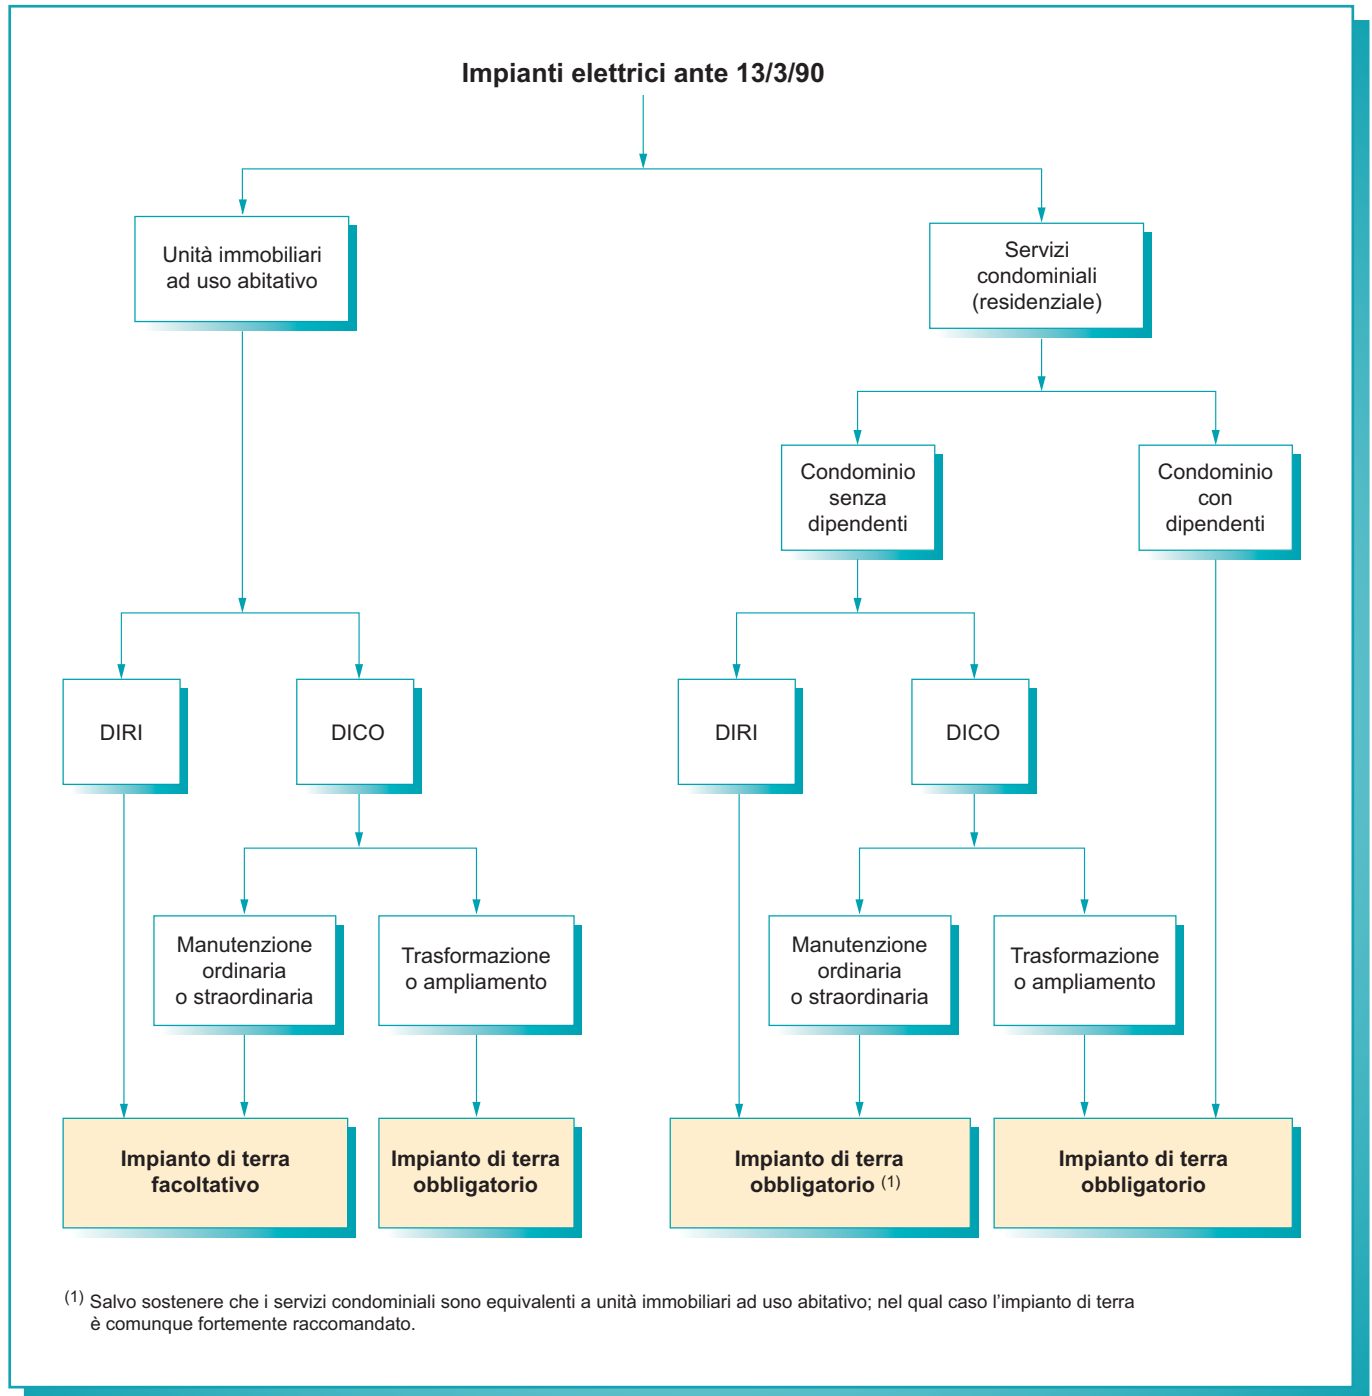 Impianti elettrici ante 13/3/90
Unità immobiliari
ad uso abitativo
Servizi
condominiali
(residenziale)
Condominio
senza
dipendenti
Condominio
con
dipendenti
DIRI
DICO
DIRI
DICO
Manutenzione
ordinaria
o straordinaria
Trasformazione
o ampliamento
Manutenzione
ordinaria
o straordinaria
Trasformazione
o ampliamento
Impianto di terra
facoltativo
Impianto di terra
obbligatorio
Impianto di terra
obbligatorio (1)
Impianto di terra
obbligatorio
(1) Salvo sostenere che i servizi condominiali sono equivalenti a unità immobiliari ad uso abitativo; nel qual caso l'impianto di terra
è comunque fortemente raccomandato.